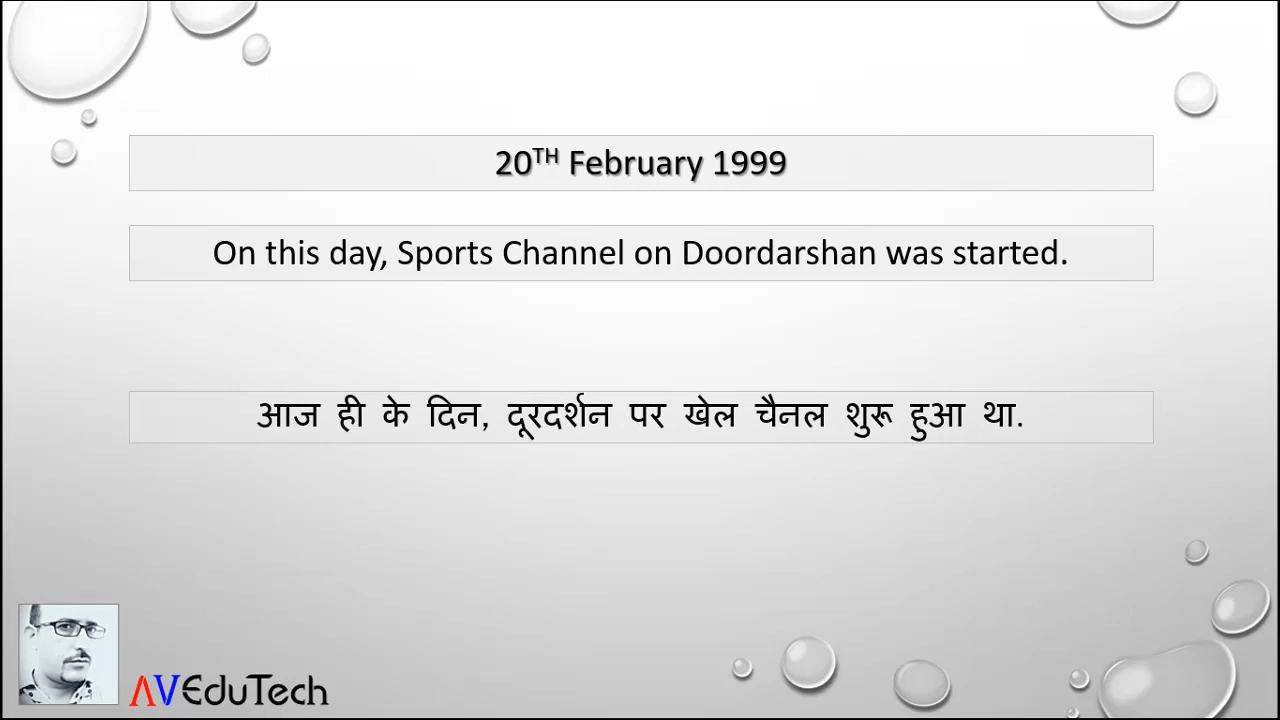 20TH February 1999
On this day, Sports Channel on Doordarshan was started.
आज ही के दिन, दूरदर्शन पर खेल चैनल शुरू हुआ था.
AVEduTech